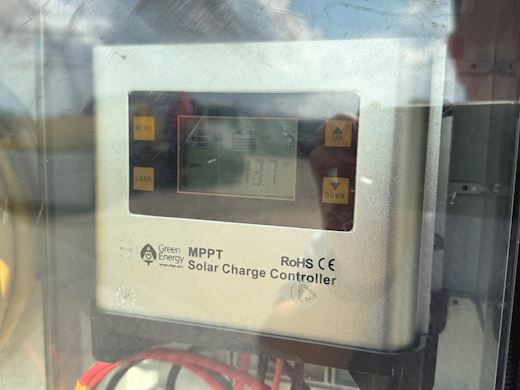 MENU
UP
13.7
LOAD
DOWN
Green
Energy
MPPT
Solar Charge Controller
RoHS CE